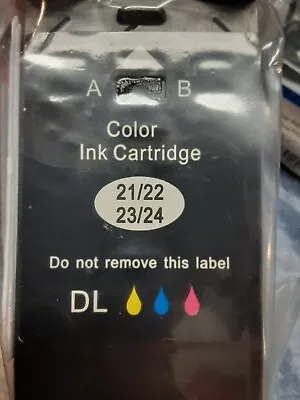 A B
Color
Ink Cartridge
21/22
23/24
Do not remove this label
DL